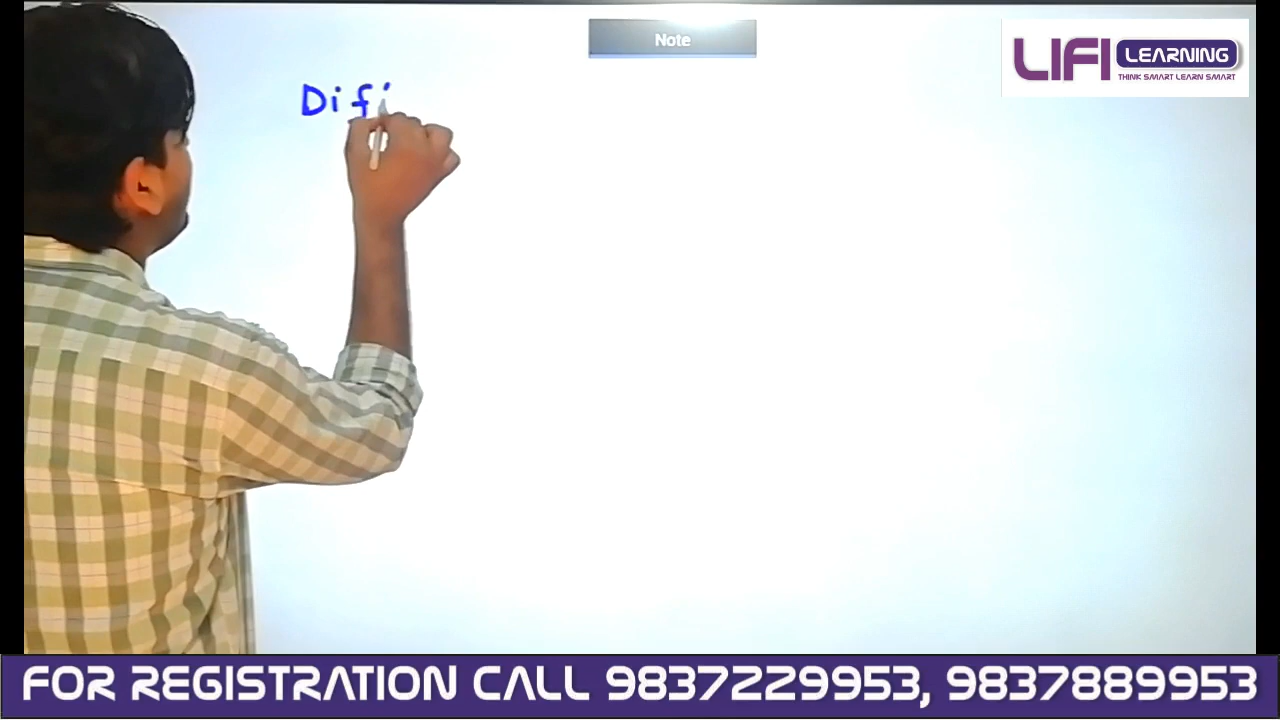 Note
LIFI LEARNING
THINK SMART LEARN SMART
Difi
FOR REGISTRATION CALL 9837229953, 9837889953